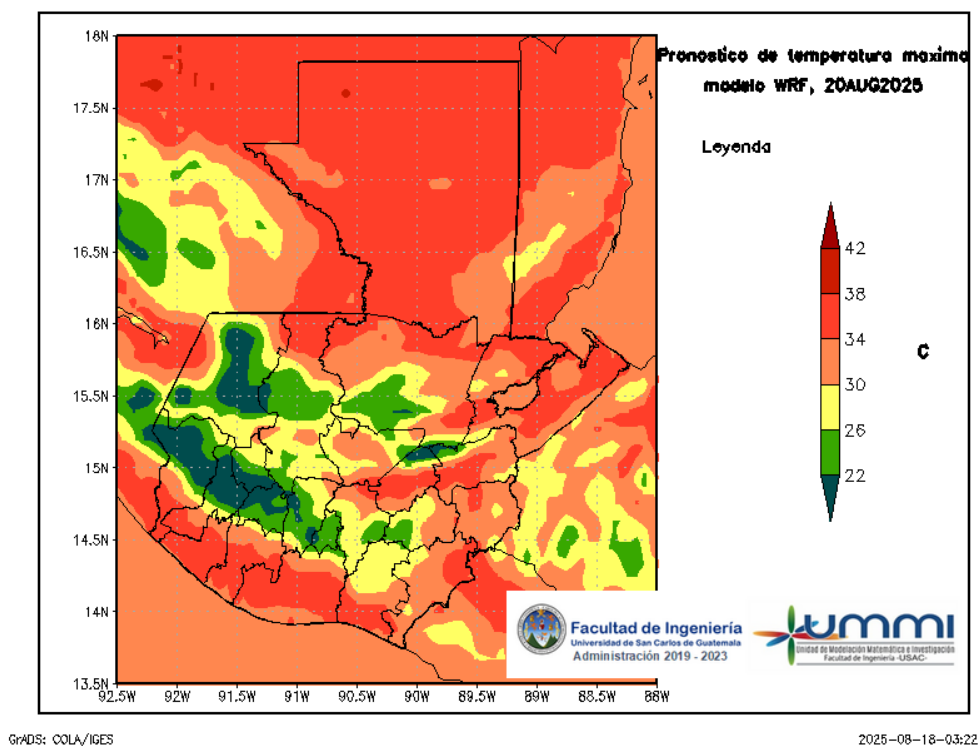 Pronostico de temperatura maxima
modelo WRF, 20AUG2025
Leyenda
42
38
34
30
26
22
C
18N
17.5N
17N
16.5N
16N
15.5N
15N
14.5N
14N
13.5N
92.5W 92W 91.5W 91W 90.5W 90W 89.5W 89W 88.5W 88W
Facultad de Ingeniería
Universidad de San Carlos de Guatemala
Administración 2019 - 2023
UMMI
Unidad de Modelación Matemática e Investigación
Facultad de Ingeniería -USAC-
GrADS: COLA/IGES
2025-08-18-03:22